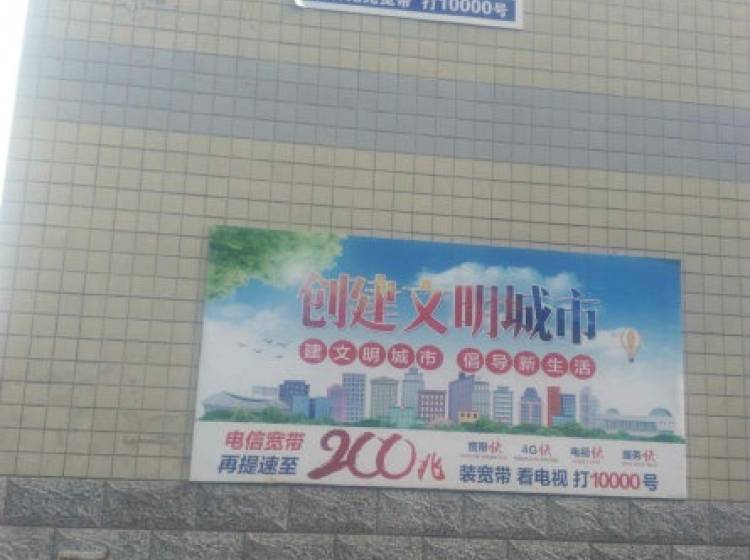 宽带 打10000号
创建文明城市
建文明城市 倡导新生活
电信宽带
再提速至
200兆
宽带快 4G快 电视快 服务快
装宽带 看电视 打10000号